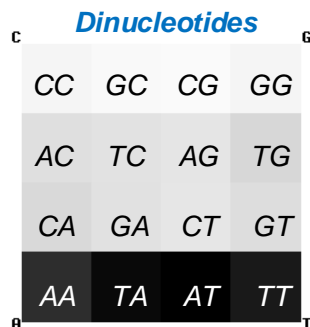 Dinucleotides
C G
CC GC CG GG
AC TC AG TG
CA GA CT GT
AA TA AT TT
A T